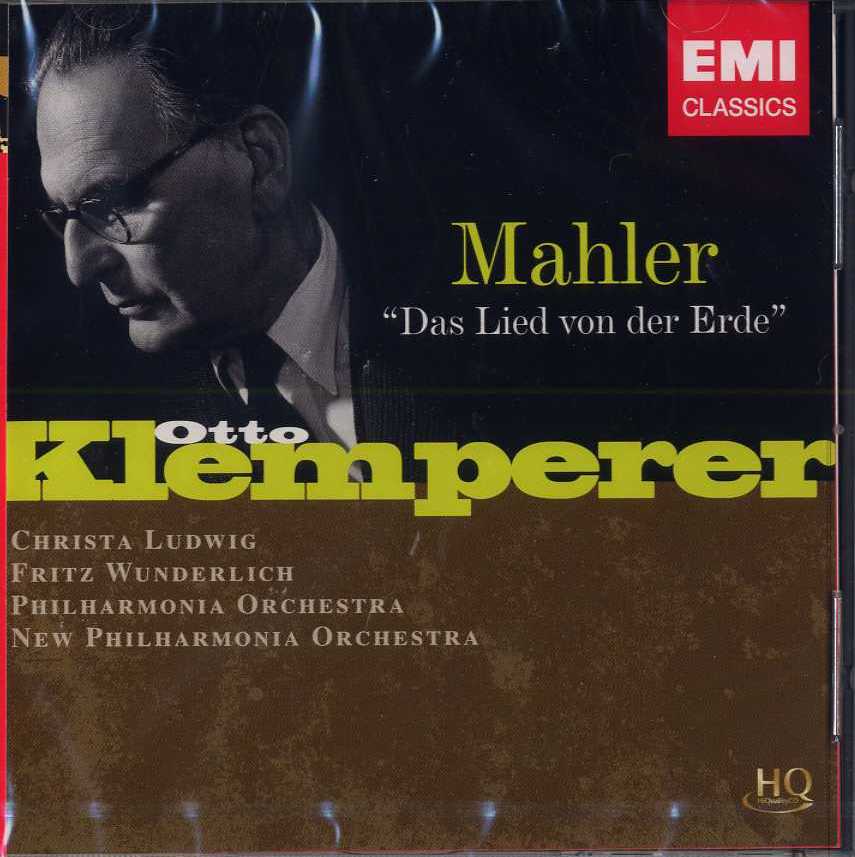 EMI
CLASSICS
Mahler
“Das Lied von der Erde”
Otto
Klemperer
CHRISTA LUDWIG
FRITZ WUNDERLICH
PHILHARMONIA ORCHESTRA
NEW PHILHARMONIA ORCHESTRA
HQ
HiQualityCD